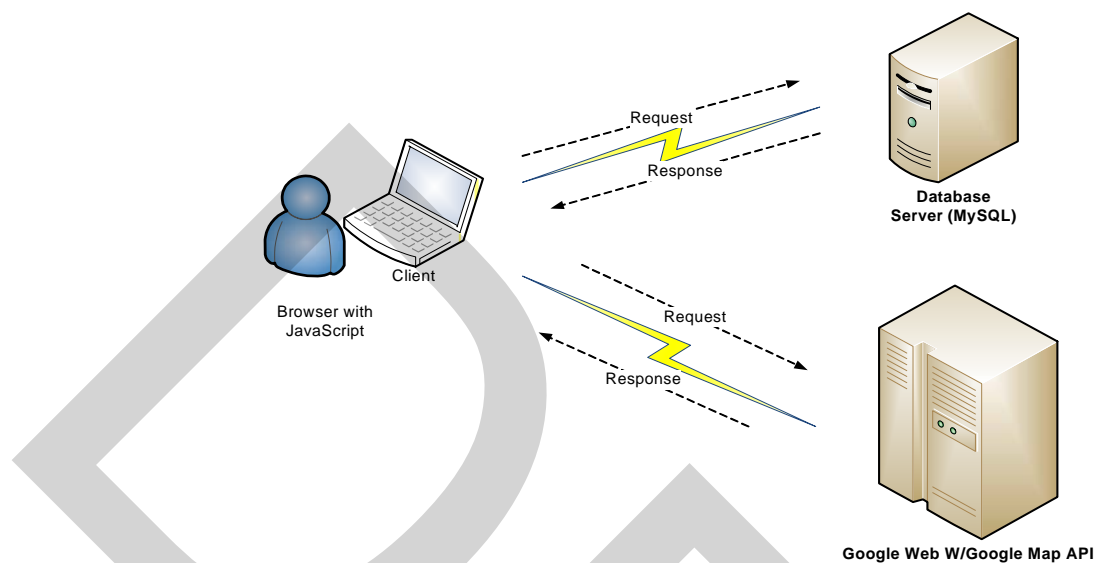 Request
Response
Database
Server (MySQL)
Client
Browser with
JavaScript
Request
Response
Google Web W/Google Map API